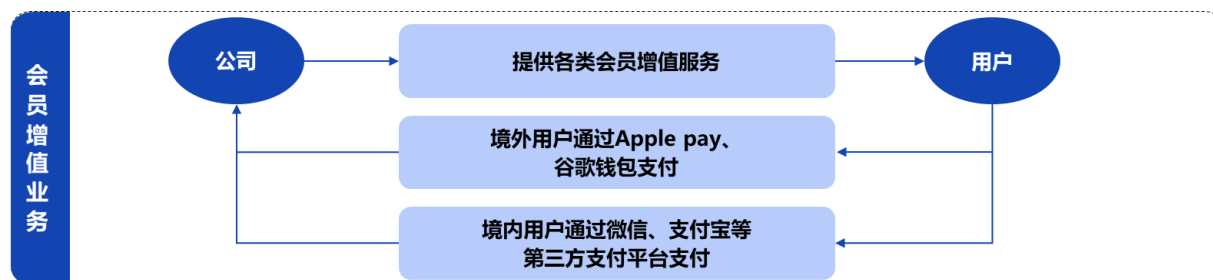 会员增值业务
公司
提供各类会员增值服务
用户
境外用户通过Apple pay、
谷歌钱包支付
境内用户通过微信、支付宝等
第三方支付平台支付